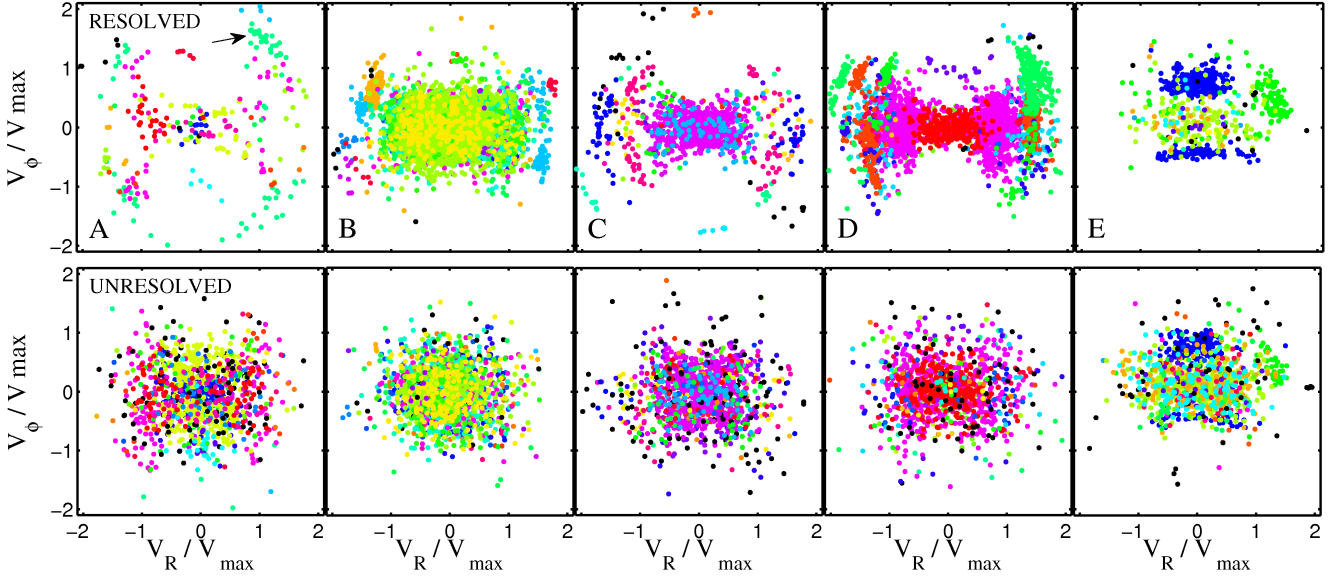 RESOLVED
2
1
0
−1
−2
V_ϕ / V max
A
B
C
D
E
UNRESOLVED
2
1
0
−1
−2
V_ϕ / V max
−2 −1 0 1 2
−1 0 1 2
−1 0 1 2
−1 0 1 2
−1 0 1 2
V_R / V_max
V_R / V_max
V_R / V_max
V_R / V_max
V_R / V_max